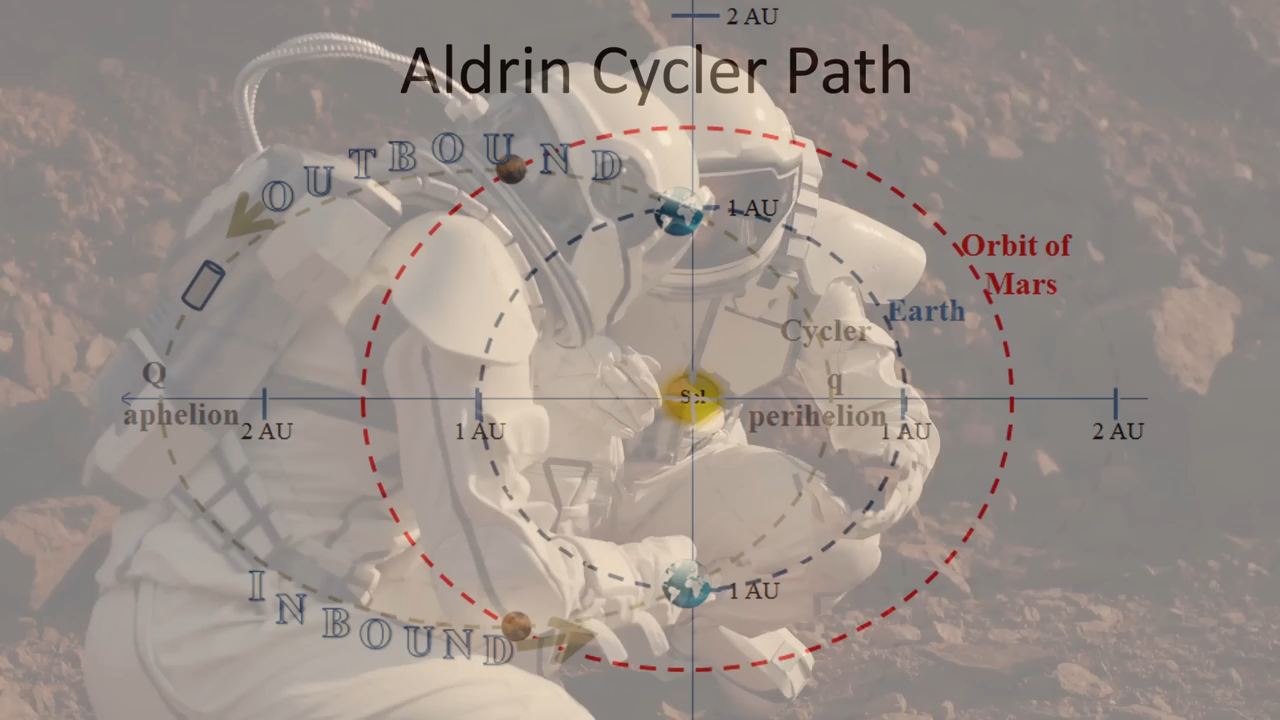 2 AU
Aldrin Cycler Path
OUTBOUND
1 AU
Orbit of
Mars
Earth
Cycler
Q
aphelion
Sol
q
perihelion
2 AU
1 AU
1 AU
2 AU
1 AU
INBOUND